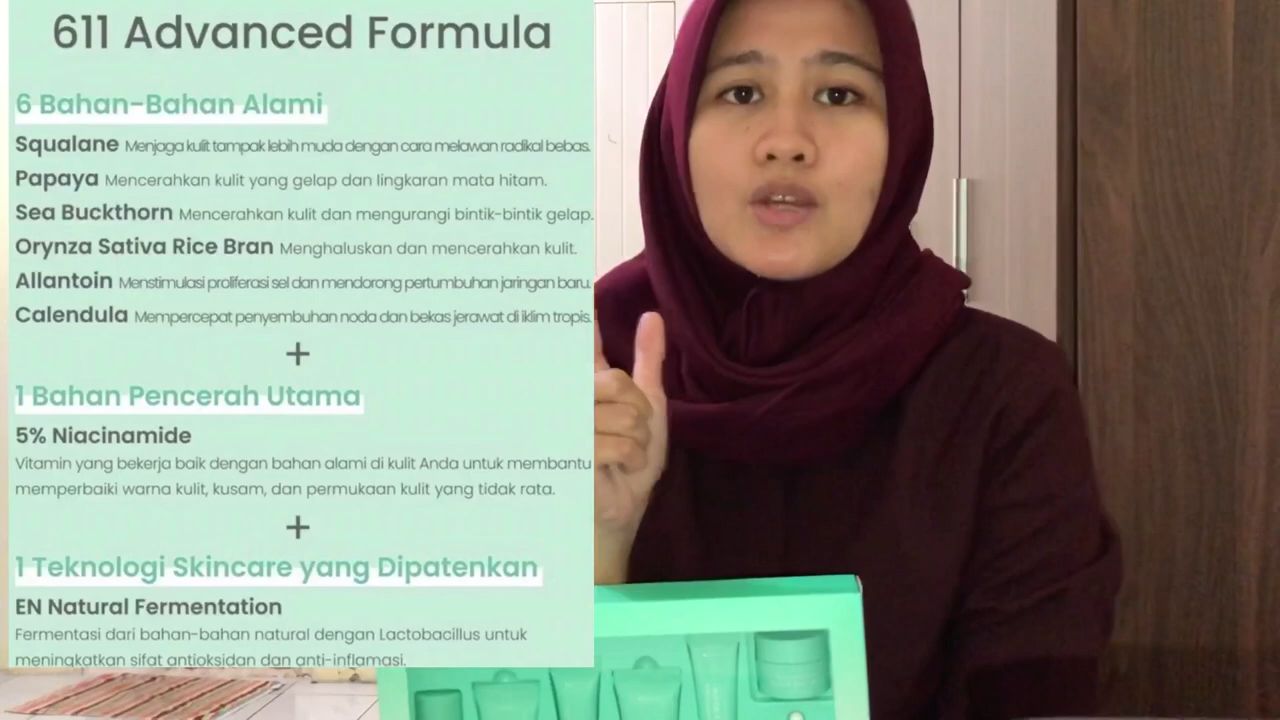 611 Advanced Formula
6 Bahan-Bahan Alami
Squalane Menjaga kulit tampak lebih muda dengan cara melawan radikal bebas.
Papaya Mencerahkan kulit yang gelap dan lingkaran mata hitam.
Sea Buckthorn Mencerahkan kulit dan mengurangi bintik-bintik gelap.
Orynza Sativa Rice Bran Menghaluskan dan mencerahkan kulit.
Allantoin Menstimulasi proliferasi sel dan mendorong pertumbuhan jaringan baru.
Calendula Mempercepat penyembuhan noda dan bekas jerawat di iklim tropis.
+
1 Bahan Pencerah Utama
5% Niacinamide
Vitamin yang bekerja baik dengan bahan alami di kulit Anda untuk membantu
memperbaiki warna kulit, kusam, dan permukaan kulit yang tidak rata.
+
1 Teknologi Skincare yang Dipatenkan
EN Natural Fermentation
Fermentasi dari bahan-bahan natural dengan Lactobacillus untuk
meningkatkan sifat antioksidan dan anti-inflamasi.